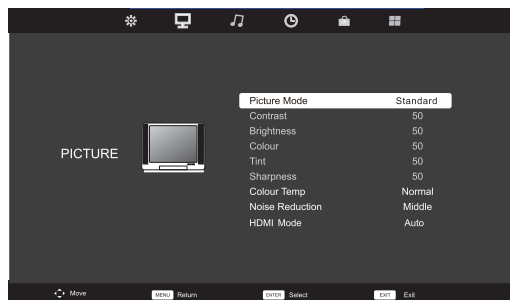 PICTURE
Picture Mode Standard
Contrast 50
Brightness 50
Colour 50
Tint 50
Sharpness 50
Colour Temp Normal
Noise Reduction Middle
HDMI Mode Auto
Move MENU Return ENTER Select EXIT Exit